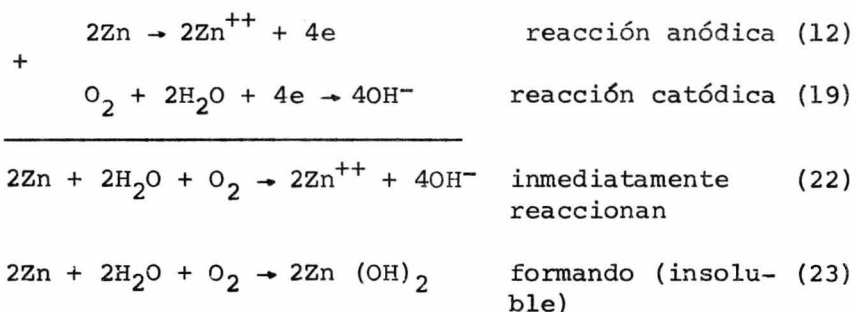 2Zn → 2Zn⁺⁺ + 4e reacción anódica (12)
+
O₂ + 2H₂O + 4e → 4OH⁻ reacción catódica (19)
2Zn + 2H₂O + O₂ → 2Zn⁺⁺ + 4OH⁻ inmediatamente (22)
reaccionan
2Zn + 2H₂O + O₂ → 2Zn (OH)₂ formando (insolu- (23)
ble)